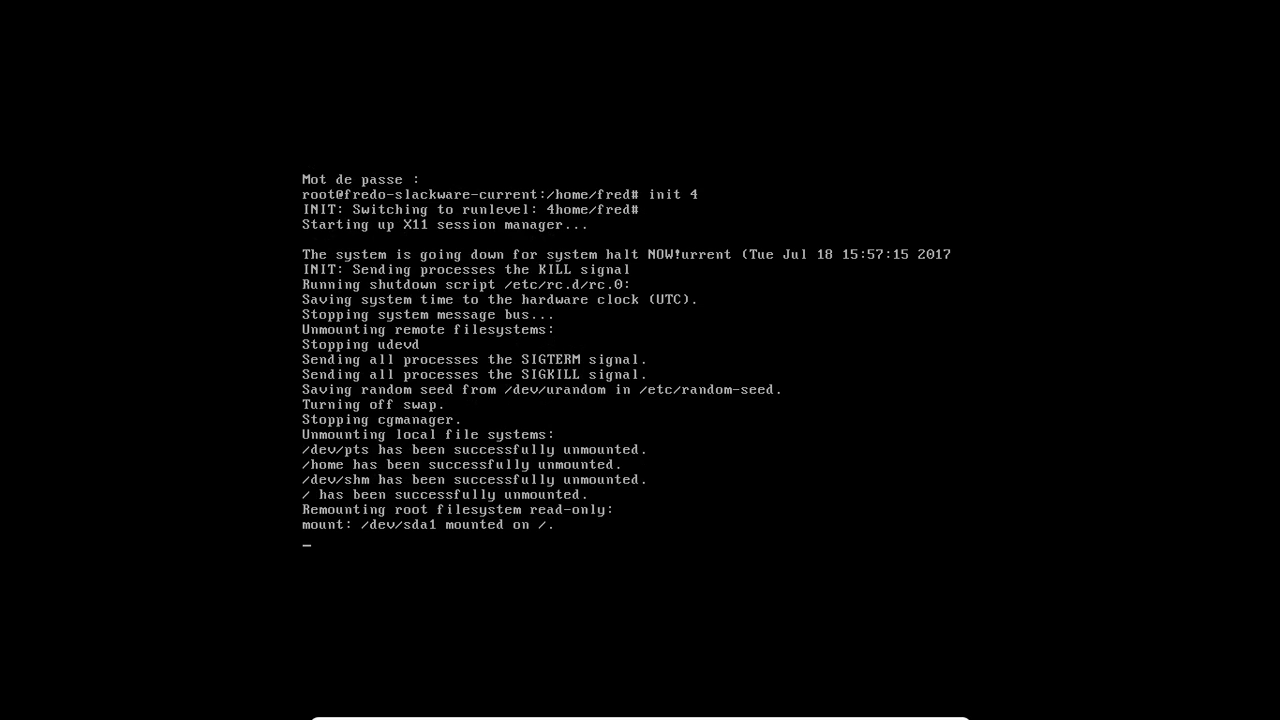 Mot de passe :
root@fredo-slackware-current:/home/fred# init 4
INIT: Switching to runlevel: 4home/fred#
Starting up X11 session manager...
The system is going down for system halt NOW!urrent (Tue Jul 18 15:57:15 2017
INIT: Sending processes the KILL signal
Running shutdown script /etc/rc.d/rc.0:
Saving system time to the hardware clock (UTC).
Stopping system message bus...
Unmounting remote filesystems:
Stopping udevd
Sending all processes the SIGTERM signal.
Sending all processes the SIGKILL signal.
Saving random seed from /dev/urandom in /etc/random-seed.
Turning off swap.
Stopping cgmanager.
Unmounting local file systems:
/dev/pts has been successfully unmounted.
/home has been successfully unmounted.
/dev/shm has been successfully unmounted.
/ has been successfully unmounted.
Remounting root filesystem read-only:
mount: /dev/sda1 mounted on /.
_